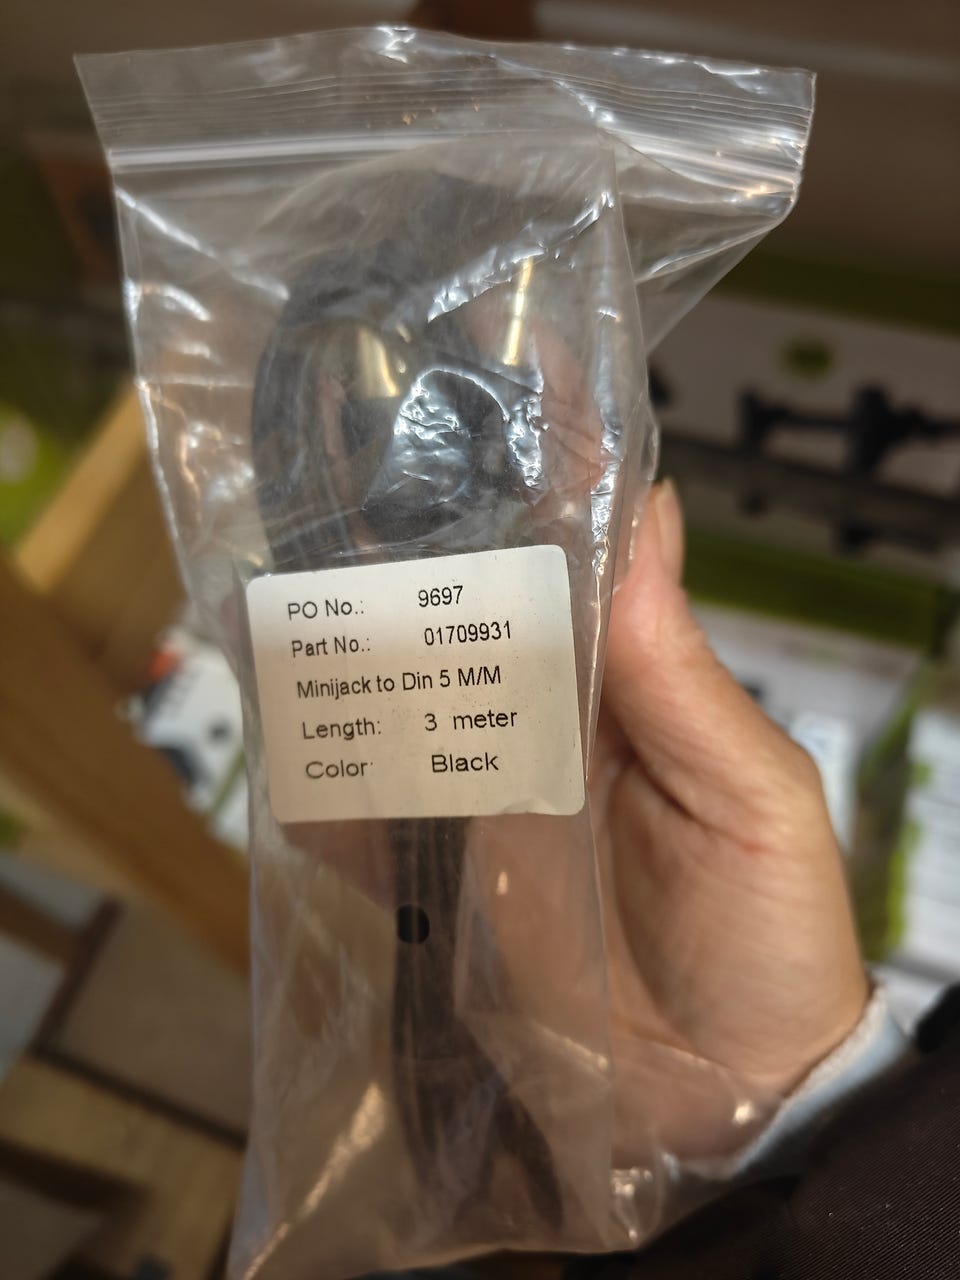 PO No.: 9697
Part No.: 01709931
Minijack to Din 5 M/M
Length: 3 meter
Color: Black